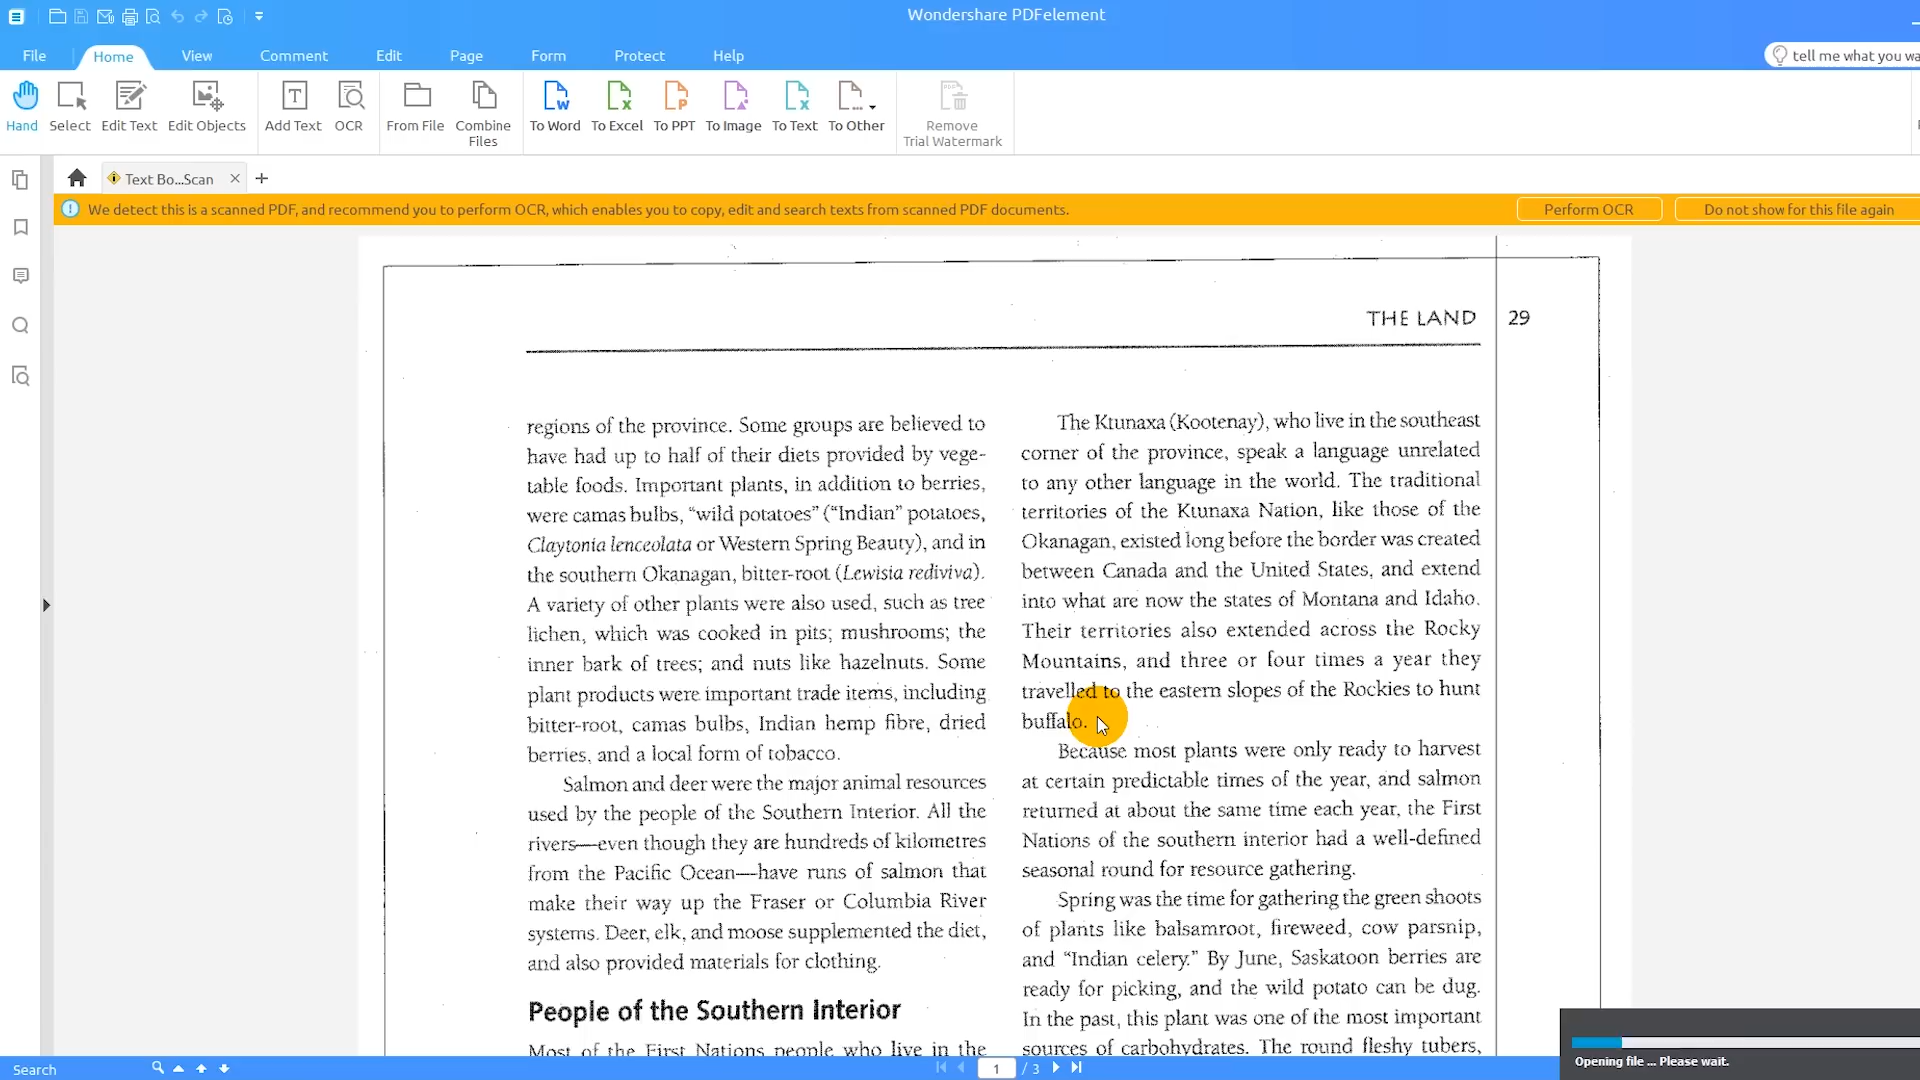 Wondershare PDFelement
File Home View Comment Edit Page Form Protect Help
tell me what you wa
Hand Select Edit Text Edit Objects Add Text OCR From File Combine Files To Word To Excel To PPT To Image To Text To Other Remove Trial Watermark
Text Bo...Scan
We detect this is a scanned PDF, and recommend you to perform OCR, which enables you to copy, edit and search texts from scanned PDF documents.
Perform OCR
Do not show for this file again
THE LAND 29
regions of the province. Some groups are believed to
have had up to half of their diets provided by vege-
table foods. Important plants, in addition to berries,
were camas bulbs, “wild potatoes” (“Indian” potatoes,
Claytonia lenceolata or Western Spring Beauty), and in
the southern Okanagan, bitter-root (Lewisia rediviva).
A variety of other plants were also used, such as tree
lichen, which was cooked in pits; mushrooms; the
inner bark of trees; and nuts like hazelnuts. Some
plant products were important trade items, including
bitter-root, camas bulbs, Indian hemp fibre, dried
berries, and a local form of tobacco.
Salmon and deer were the major animal resources
used by the people of the Southern Interior. All the
rivers—even though they are hundreds of kilometres
from the Pacific Ocean—have runs of salmon that
make their way up the Fraser or Columbia River
systems. Deer, elk, and moose supplemented the diet,
and also provided materials for clothing.
People of the Southern Interior
Most of the First Nations people who live in the
The Ktunaxa (Kootenay), who live in the southeast
corner of the province, speak a language unrelated
to any other language in the world. The traditional
territories of the Ktunaxa Nation, like those of the
Okanagan, existed long before the border was created
between Canada and the United States, and extend
into what are now the states of Montana and Idaho.
Their territories also extended across the Rocky
Mountains, and three or four times a year they
travelled to the eastern slopes of the Rockies to hunt
buffalo.
Because most plants were only ready to harvest
at certain predictable times of the year, and salmon
returned at about the same time each year, the First
Nations of the southern interior had a well-defined
seasonal round for resource gathering.
Spring was the time for gathering the green shoots
of plants like balsamroot, fireweed, cow parsnip,
and “Indian celery.” By June, Saskatoon berries are
ready for picking, and the wild potato can be dug.
In the past, this plant was one of the most important
sources of carbohydrates. The round fleshy tubers,
Opening file ... Please wait.
Search
1 / 3